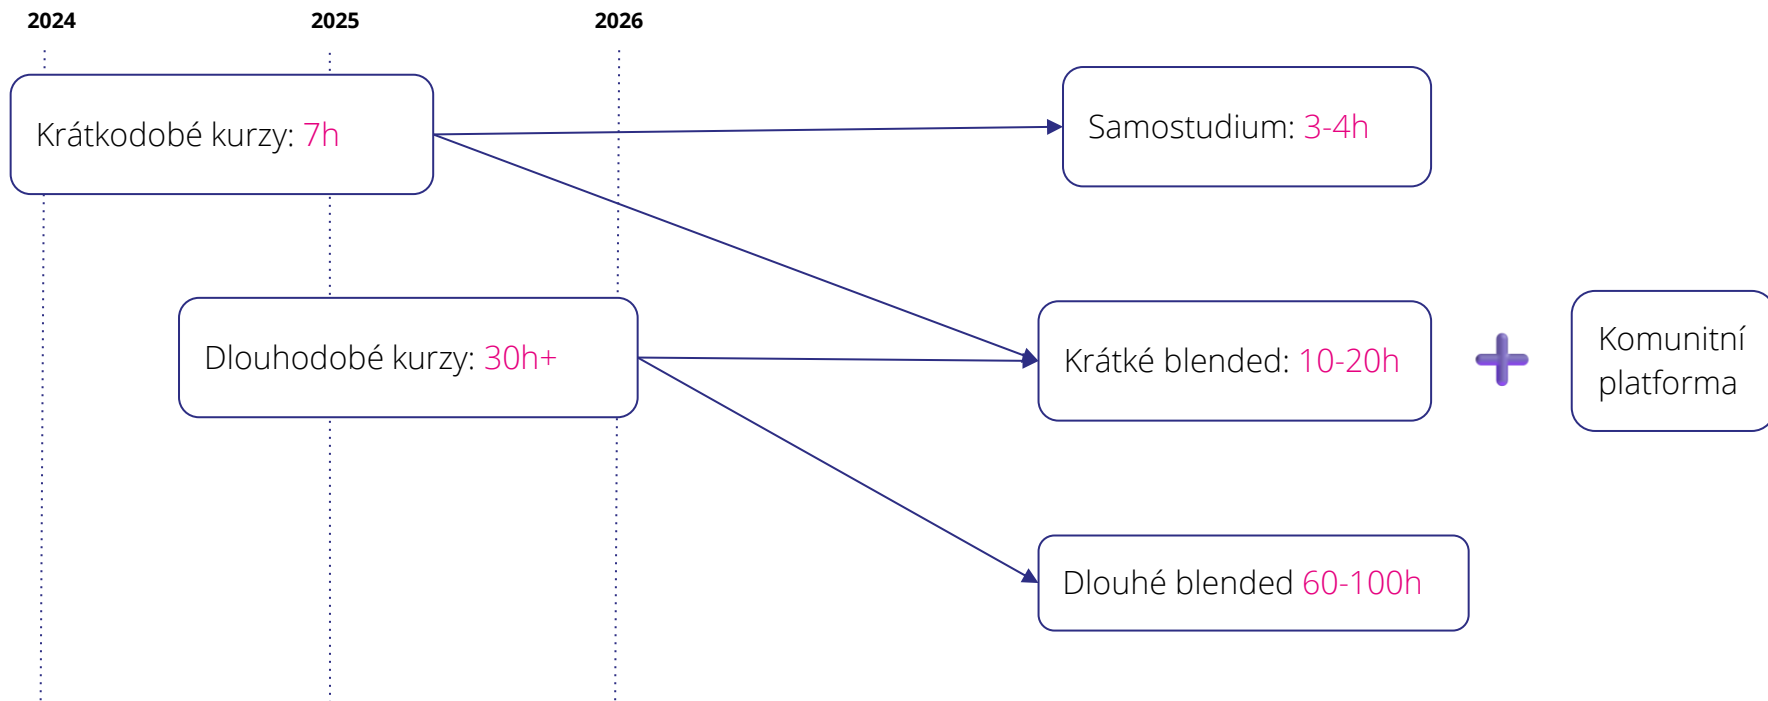 2024
2025
2026
Krátkodobé kurzy: 7h
Samostudium: 3-4h
Dlouhodobé kurzy: 30h+
Krátké blended: 10-20h
Komunitní
platforma
Dlouhé blended 60-100h